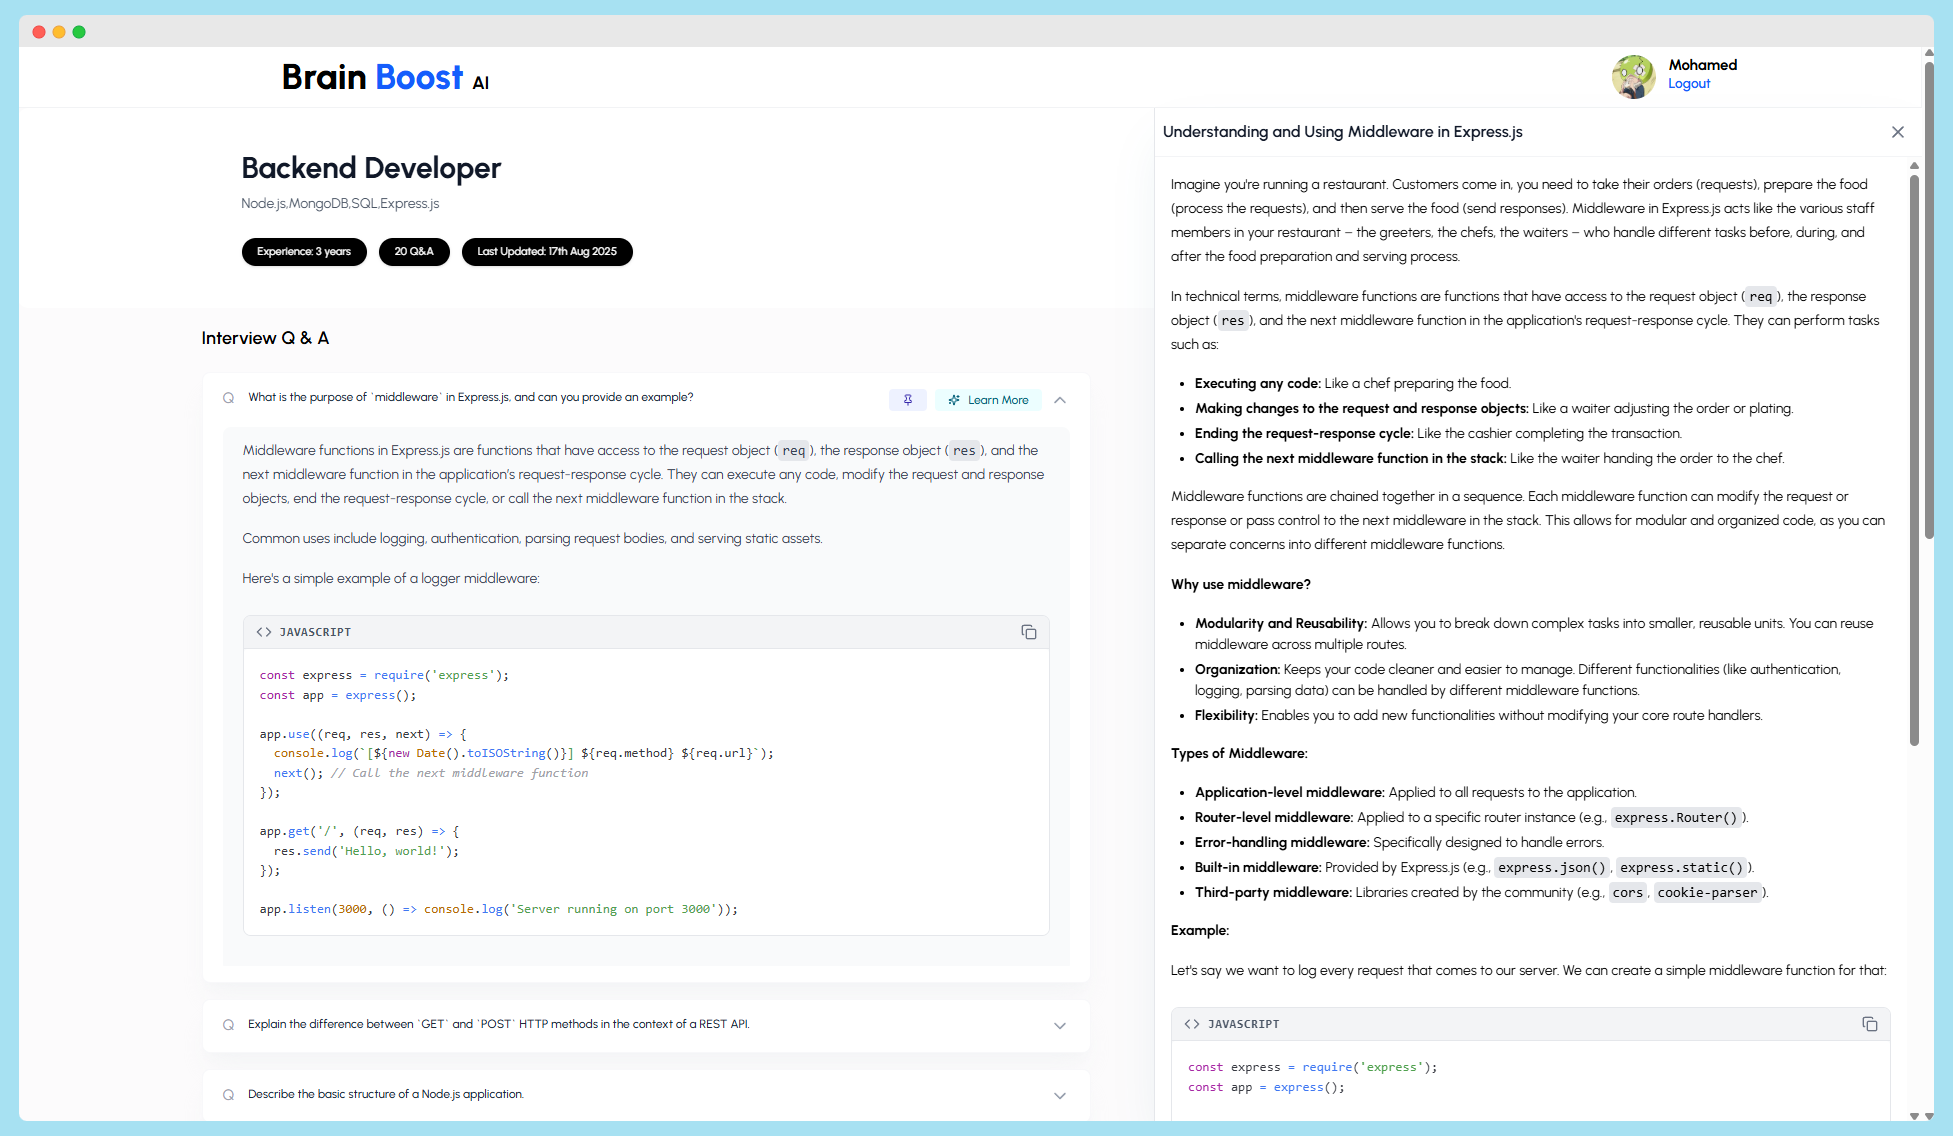 Brain Boost AI
Mohamed
Logout
Backend Developer
Node.js,MongoDB,SQL,Express.js
Experience: 3 years
20 Q&A
Last Updated: 17th Aug 2025
Interview Q & A
Q What is the purpose of `middleware` in Express.js, and can you provide an example?
Learn More
Middleware functions in Express.js are functions that have access to the request object ( req ), the response object ( res ), and the
next middleware function in the application's request-response cycle. They can execute any code, modify the request and response
objects, end the request-response cycle, or call the next middleware function in the stack.
Common uses include logging, authentication, parsing request bodies, and serving static assets.
Here's a simple example of a logger middleware:
<> JAVASCRIPT
const express = require('express');
const app = express();
app.use((req, res, next) => {
  console.log(`[${new Date().toISOString()}] ${req.method} ${req.url}`);
  next(); // Call the next middleware function
});
app.get('/', (req, res) => {
  res.send('Hello, world!');
});
app.listen(3000, () => console.log('Server running on port 3000'));
Q Explain the difference between `GET` and `POST` HTTP methods in the context of a REST API.
Q Describe the basic structure of a Node.js application.
Understanding and Using Middleware in Express.js
Imagine you're running a restaurant. Customers come in, you need to take their orders (requests), prepare the food
(process the requests), and then serve the food (send responses). Middleware in Express.js acts like the various staff
members in your restaurant – the greeters, the chefs, the waiters – who handle different tasks before, during, and
after the food preparation and serving process.
In technical terms, middleware functions are functions that have access to the request object ( req ), the response
object ( res ), and the next middleware function in the application's request-response cycle. They can perform tasks
such as:
• Executing any code: Like a chef preparing the food.
• Making changes to the request and response objects: Like a waiter adjusting the order or plating.
• Ending the request-response cycle: Like the cashier completing the transaction.
• Calling the next middleware function in the stack: Like the waiter handing the order to the chef.
Middleware functions are chained together in a sequence. Each middleware function can modify the request or
response or pass control to the next middleware in the stack. This allows for modular and organized code, as you can
separate concerns into different middleware functions.
Why use middleware?
• Modularity and Reusability: Allows you to break down complex tasks into smaller, reusable units. You can reuse
middleware across multiple routes.
• Organization: Keeps your code cleaner and easier to manage. Different functionalities (like authentication,
logging, parsing data) can be handled by different middleware functions.
• Flexibility: Enables you to add new functionalities without modifying your core route handlers.
Types of Middleware:
• Application-level middleware: Applied to all requests to the application.
• Router-level middleware: Applied to a specific router instance (e.g., express.Router() ).
• Error-handling middleware: Specifically designed to handle errors.
• Built-in middleware: Provided by Express.js (e.g., express.json() , express.static() ).
• Third-party middleware: Libraries created by the community (e.g., cors , cookie-parser ).
Example:
Let's say we want to log every request that comes to our server. We can create a simple middleware function for that:
<> JAVASCRIPT
const express = require('express');
const app = express();